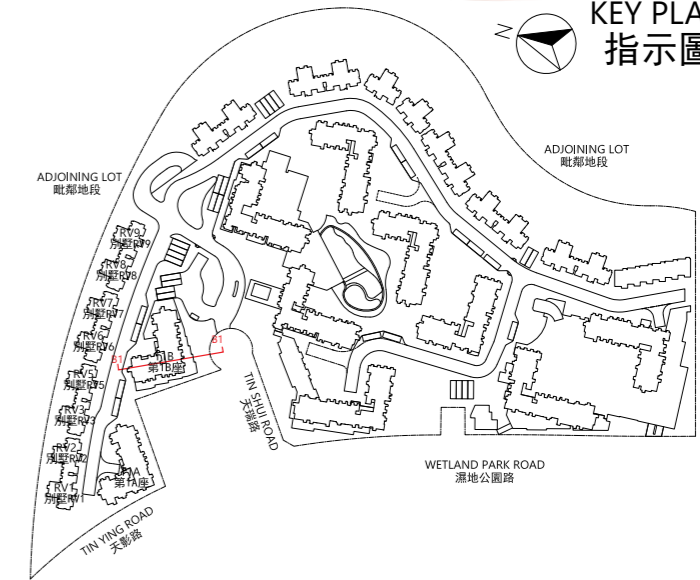 KEY PLA
指示圖
N
ADJOINING LOT
毗鄰地段
ADJOINING LOT
毗鄰地段
RV9
別墅RV9
RV8
別墅RV8
RV7
別墅RV7
RV6
別墅RV6
RV5
別墅RV5
RV3
別墅RV3
RV2
別墅RV2
RV1
別墅RV1
B1
B1
T1B
第1B座
T1A
第1A座
TIN SHUI ROAD
天瑞路
WETLAND PARK ROAD
濕地公園路
TIN YING ROAD
天影路